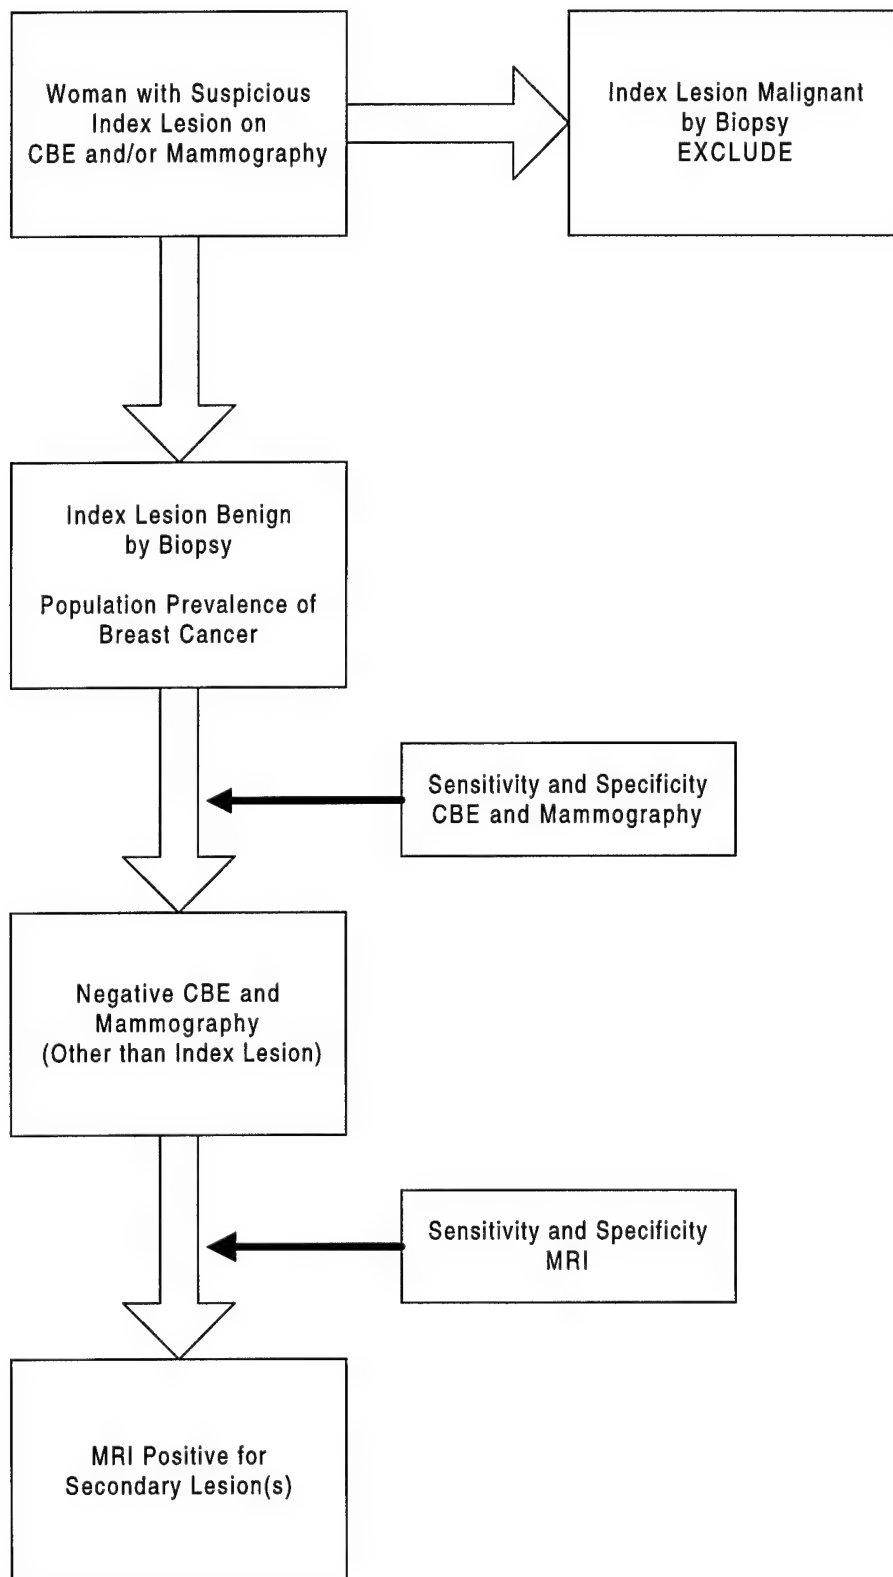 Woman with Suspicious
Index Lesion on
CBE and/or Mammography
Index Lesion Malignant
by Biopsy
EXCLUDE
Index Lesion Benign
by Biopsy
Population Prevalence of
Breast Cancer
Sensitivity and Specificity
CBE and Mammography
Negative CBE and
Mammography
(Other than Index Lesion)
Sensitivity and Specificity
MRI
MRI Positive for
Secondary Lesion(s)